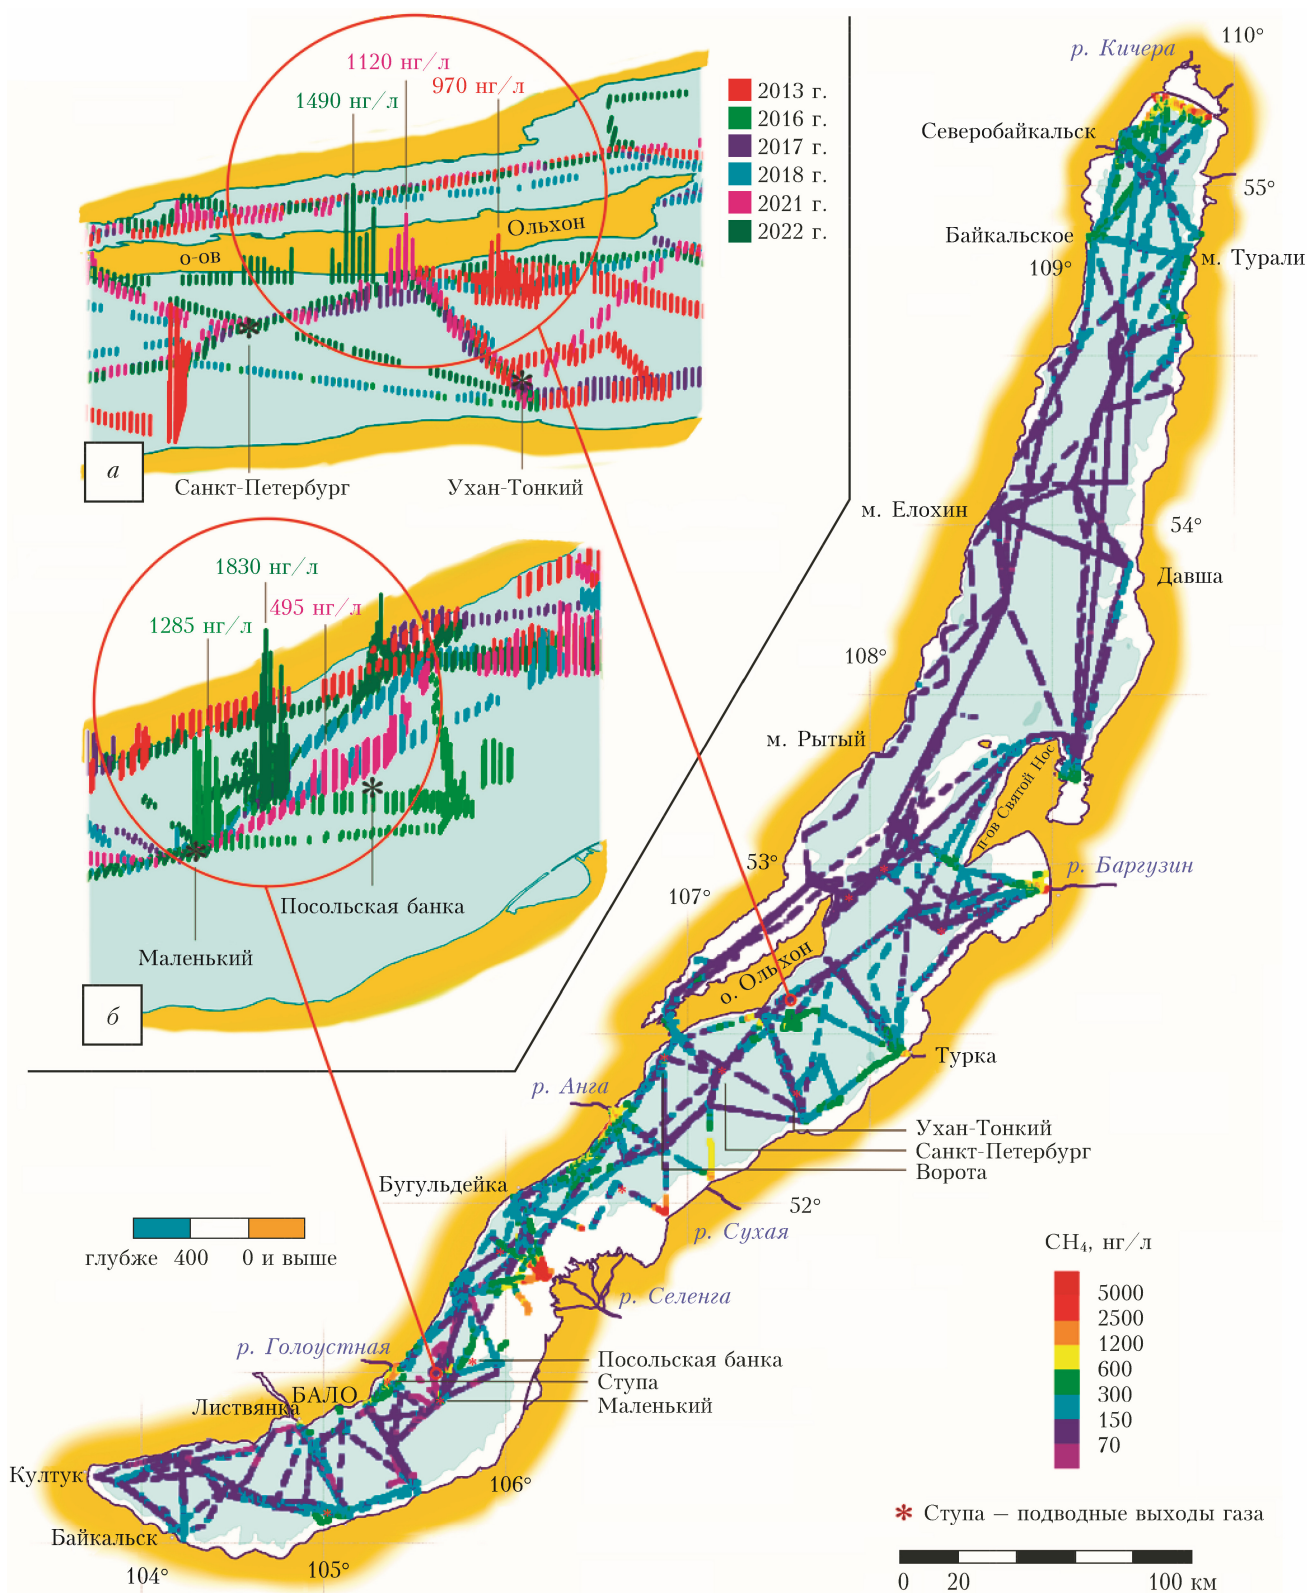 1120 нг/л
970 нг/л
1490 нг/л
2013 г.
2016 г.
2017 г.
2018 г.
2021 г.
2022 г.
о-ов
Ольхон
а
Санкт-Петербург
Ухан-Тонкий
1830 нг/л
495 нг/л
1285 нг/л
Посольская банка
Маленький
б
р. Кичера
110°
Северобайкальск
55°
Байкальское
м. Турали
109°
м. Елохин
54°
Давша
108°
м. Рытый
п-ов Святой Нос
53°
р. Баргузин
107°
о. Ольхон
Турка
р. Анга
Ухан-Тонкий
Санкт-Петербург
Ворота
Бугульдейка
52°
р. Сухая
глубже 400 0 и выше
р. Селенга
р. Голоустная
Посольская банка
Ступа
Маленький
БАЛО
Листвянка
Култук
106°
Байкальск
104°
105°
CH₄, нг/л
5000
2500
1200
600
300
150
70
* Ступа — подводные выходы газа
0 20 100 км